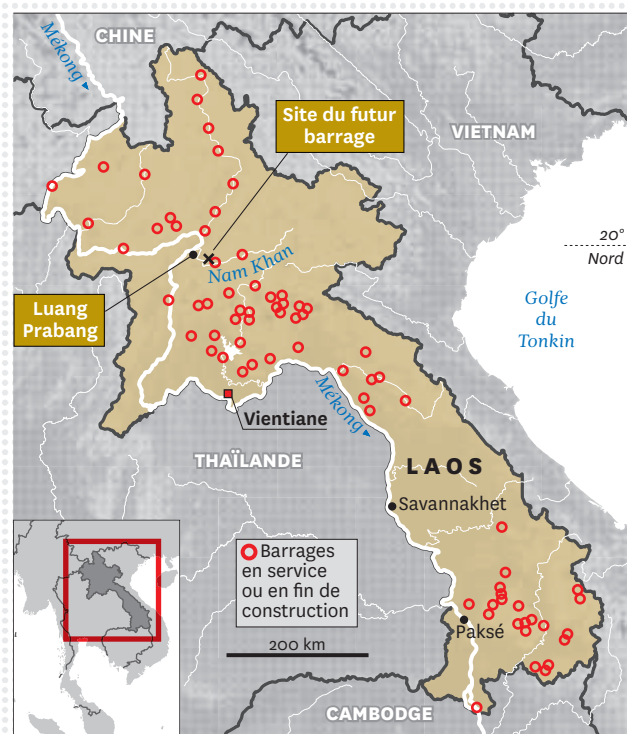 CHINE
Mékong
Site du futur
barrage
VIETNAM
20°
Nord
Nam Khan
Luang
Prabang
Golfe
du
Tonkin
Mékong
Vientiane
THAÏLANDE
LAOS
Savannakhet
Barrages
en service
ou en fin de
construction
200 km
Paksé
CAMBODGE